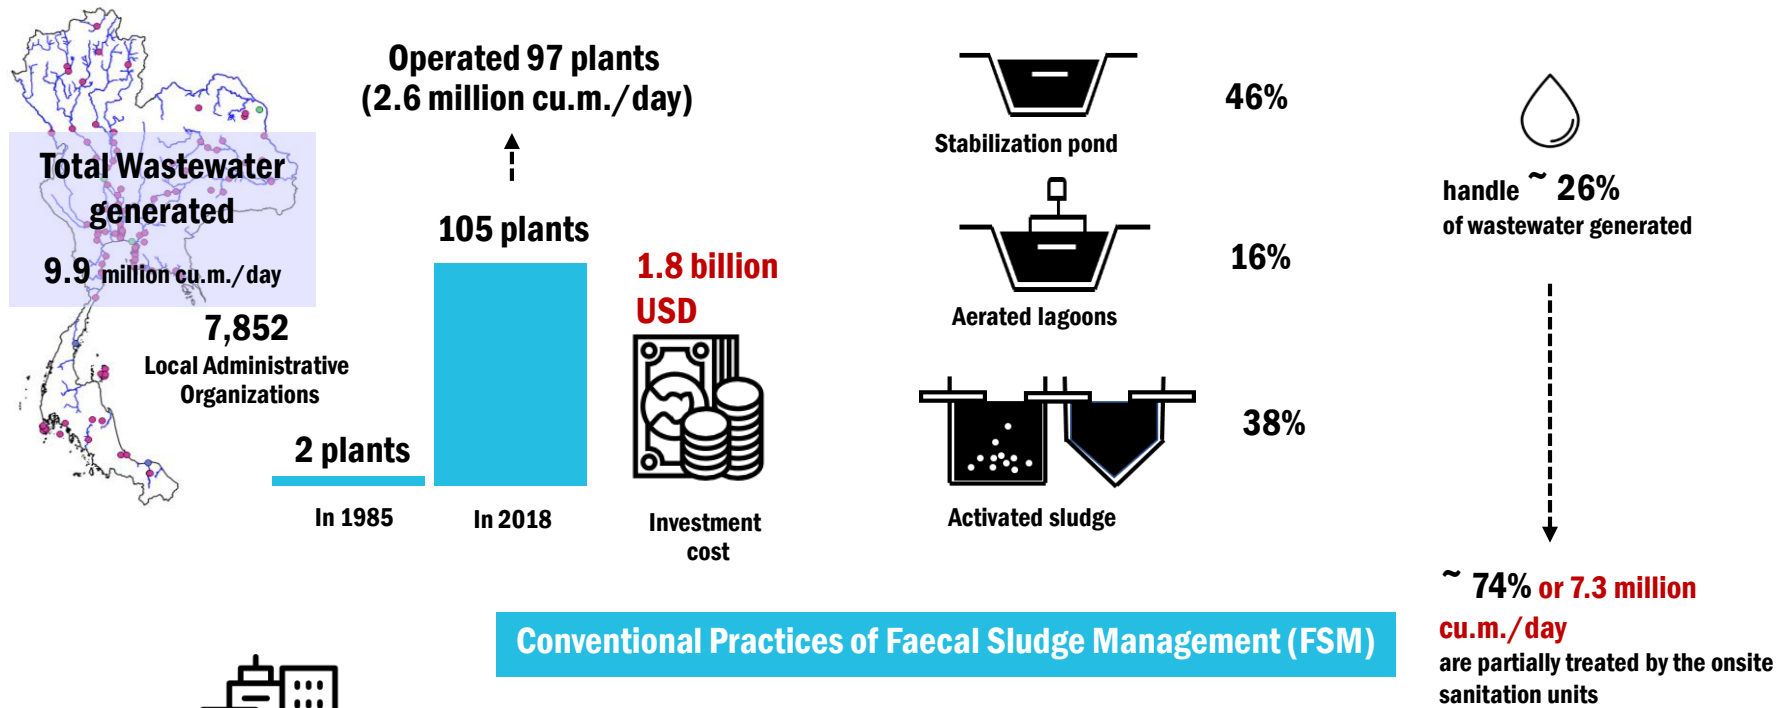 Total Wastewater
generated
9.9 million cu.m./day
7,852
Local Administrative
Organizations
Operated 97 plants
(2.6 million cu.m./day)
105 plants
2 plants
In 1985
In 2018
1.8 billion
USD
Investment
cost
Stabilization pond
46%
Aerated lagoons
16%
Activated sludge
38%
handle ~ 26%
of wastewater generated
~ 74% or 7.3 million
cu.m./day
are partially treated by the onsite
sanitation units
Conventional Practices of Faecal Sludge Management (FSM)